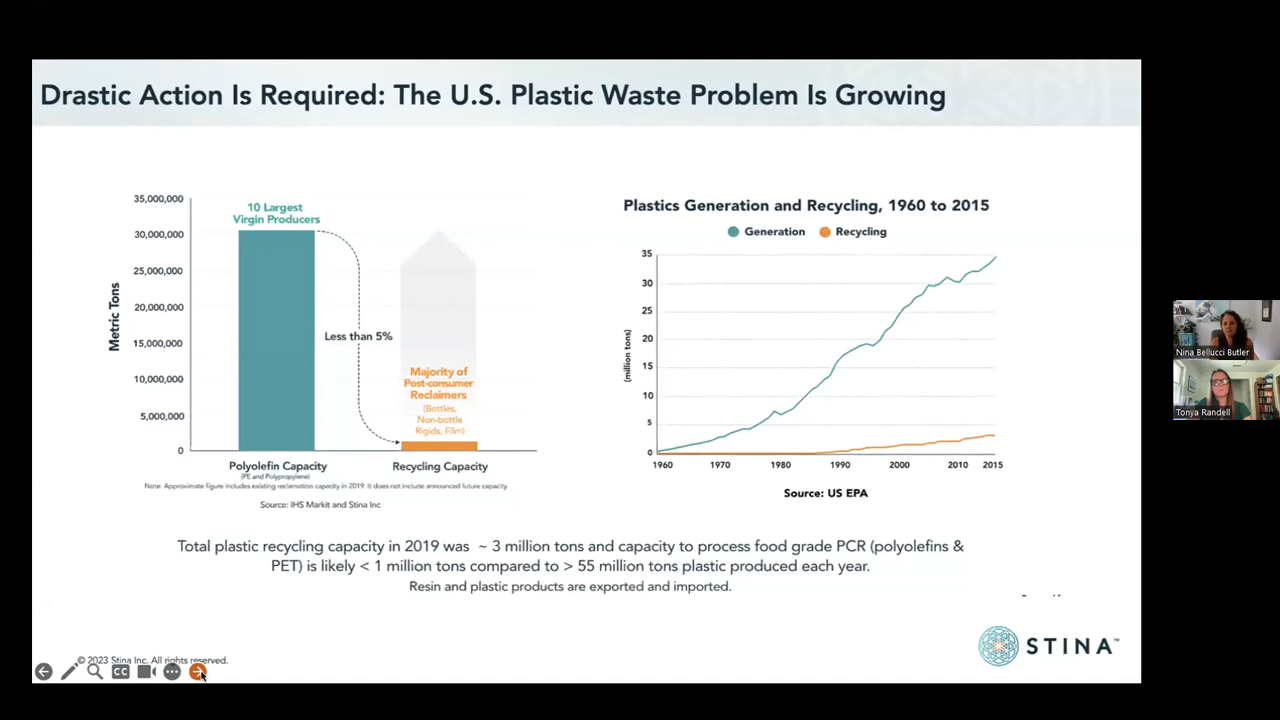 Drastic Action Is Required: The U.S. Plastic Waste Problem Is Growing
35,000,000
30,000,000
25,000,000
20,000,000
15,000,000
10,000,000
5,000,000
0
Metric Tons
10 Largest
Virgin Producers
Less than 5%
Majority of
Post-consumer
Reclaimers
(Bottles,
Non-bottle
Rigids, Film)
Polyolefin Capacity
(PE and Polypropylene)
Recycling Capacity
Note: Approximate figure includes existing reclamation capacity in 2019. It does not include announced future capacity.
Source: IHS Markit and Stina Inc
Plastics Generation and Recycling, 1960 to 2015
Generation
Recycling
35
30
25
20
15
10
5
0
(million tons)
1960
1970
1980
1990
2000
2010
2015
Source: US EPA
Total plastic recycling capacity in 2019 was ~ 3 million tons and capacity to process food grade PCR (polyolefins &
PET) is likely < 1 million tons compared to > 55 million tons plastic produced each year.
Resin and plastic products are exported and imported.
STINA™
© 2023 Stina Inc. All rights reserved.
CC
Nina Bellucci Butler
Tonya Randell